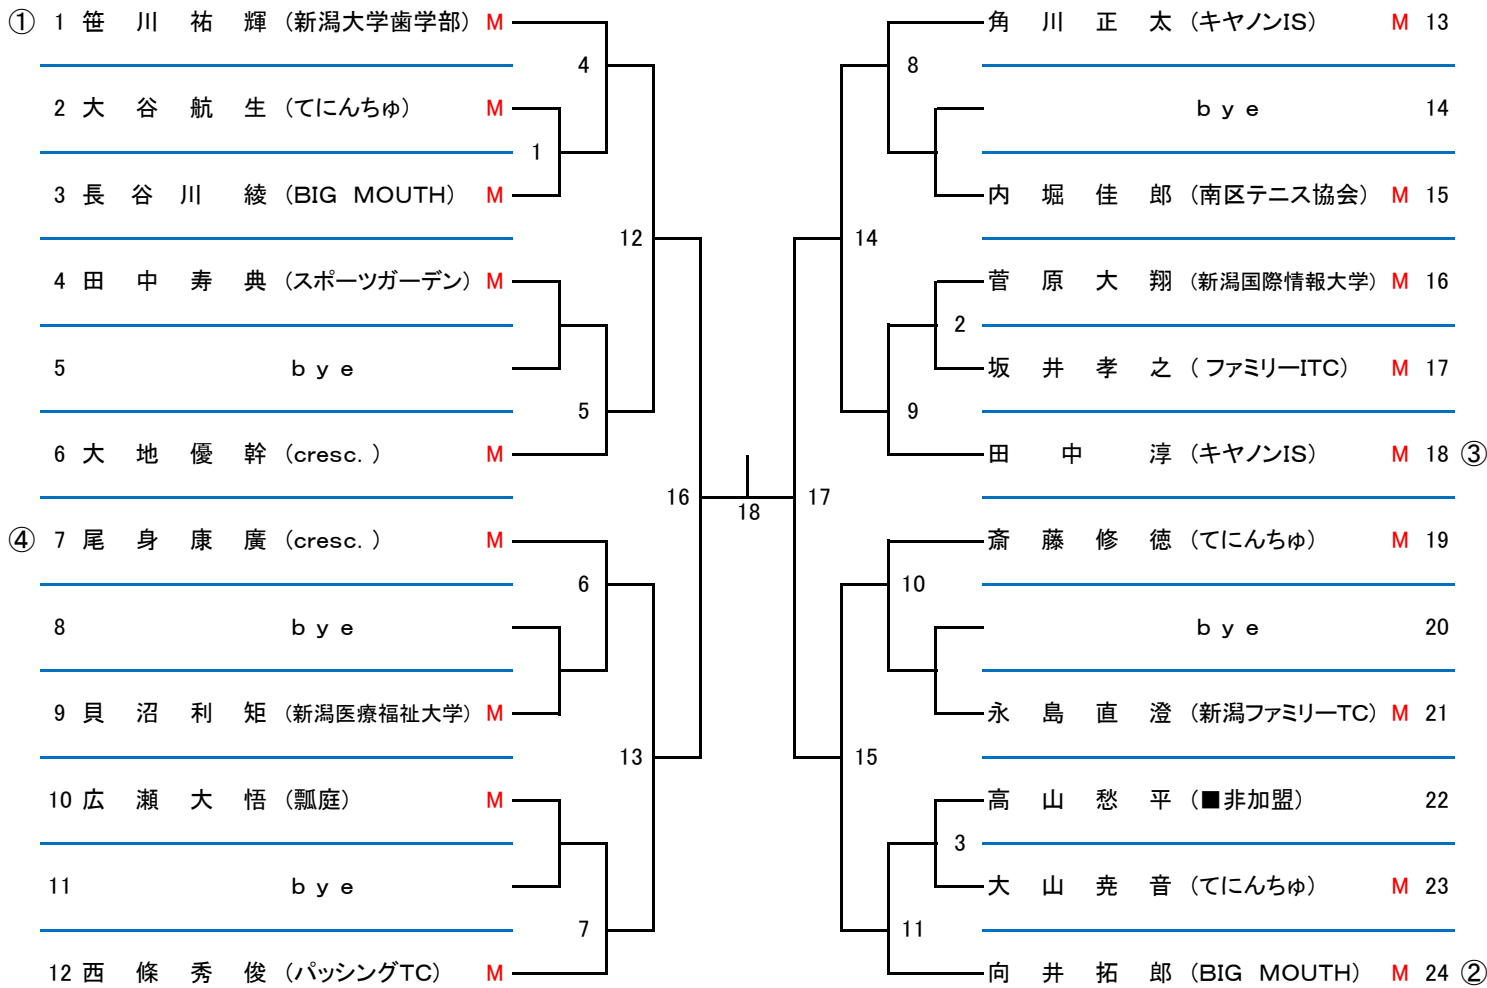 ① 1 笹川祐輝 (新潟大学歯学部) M
4
2 大谷航生 (てにんちゅ) M
1
3 長谷川綾 (BIG MOUTH) M
12
4 田中寿典 (スポーツガーデン) M
5 bye
5
6 大地優幹 (cresc.) M
16
④ 7 尾身康廣 (cresc.) M
6
8 bye
9 貝沼利矩 (新潟医療福祉大学) M
13
10 広瀬大悟 (瓢庭) M
11 bye
7
12 西條秀俊 (パッシングTC) M
18
角川正太 (キヤノンIS) M 13
8
bye 14
内堀佳郎 (南区テニス協会) M 15
14
菅原大翔 (新潟国際情報大学) M 16
2
坂井孝之 (ファミリーITC) M 17
9
田中淳 (キヤノンIS) M 18 ③
17
斎藤修徳 (てにんちゅ) M 19
10
bye 20
永島直澄 (新潟ファミリーTC) M 21
15
高山愁平 (■非加盟) 22
3
大山尭音 (てにんちゅ) M 23
11
向井拓郎 (BIG MOUTH) M 24 ②